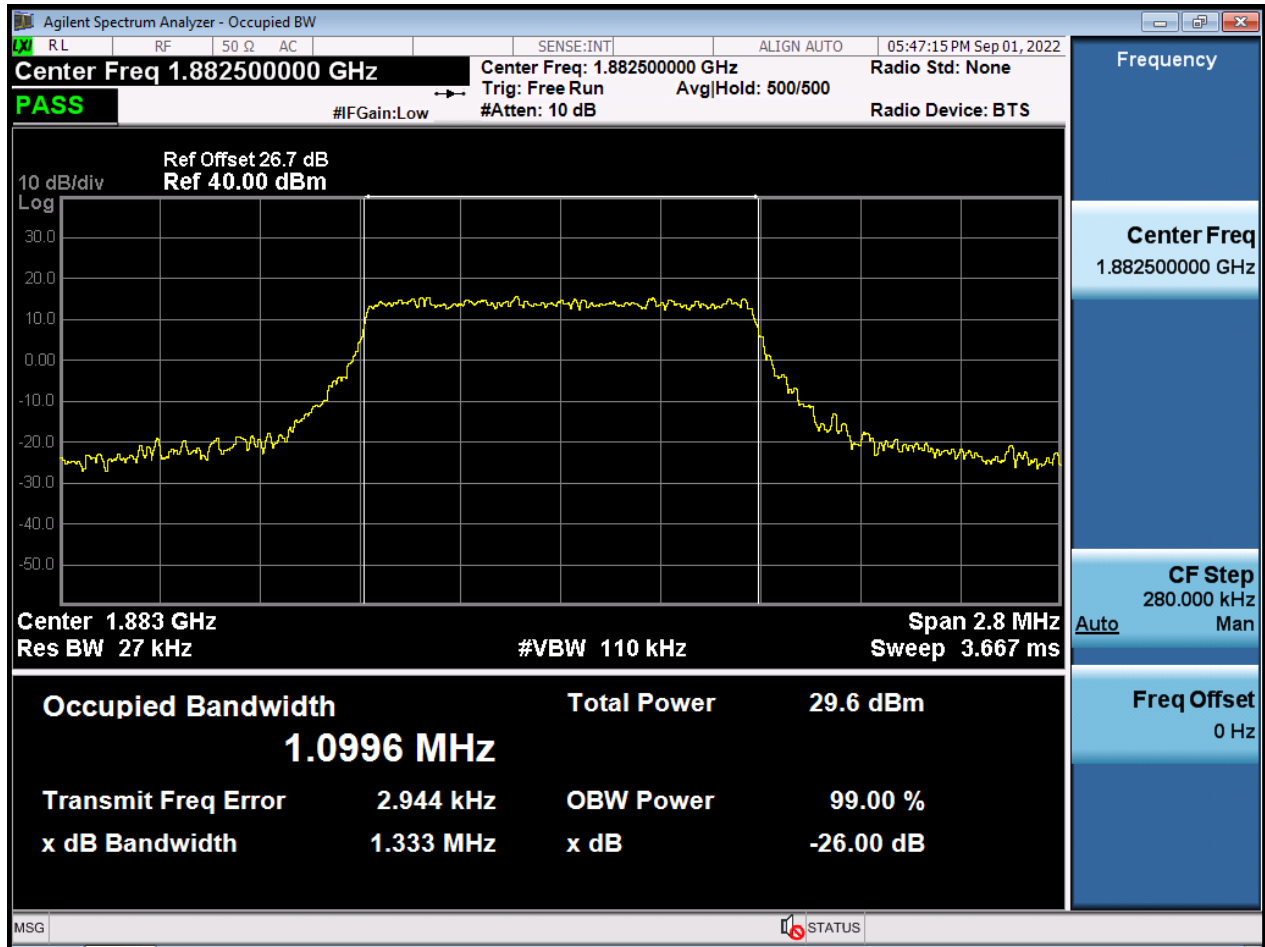 Agilent Spectrum Analyzer - Occupied BW
LXI RL RF 50 Ω AC SENSE:INT ALIGN AUTO 05:47:15 PM Sep 01, 2022
Center Freq 1.882500000 GHz
Center Freq: 1.882500000 GHz Radio Std: None
Trig: Free Run Avg|Hold: 500/500
PASS
#IFGain:Low #Atten: 10 dB Radio Device: BTS
Ref Offset 26.7 dB
10 dB/div Ref 40.00 dBm
Log
30.0
20.0
10.0
0.00
-10.0
-20.0
-30.0
-40.0
-50.0
Center 1.883 GHz Span 2.8 MHz
Res BW 27 kHz #VBW 110 kHz Sweep 3.667 ms
Occupied Bandwidth Total Power 29.6 dBm
1.0996 MHz
Transmit Freq Error 2.944 kHz OBW Power 99.00 %
x dB Bandwidth 1.333 MHz x dB -26.00 dB
Frequency
Center Freq
1.882500000 GHz
CF Step
280.000 kHz
Auto Man
Freq Offset
0 Hz
MSG STATUS